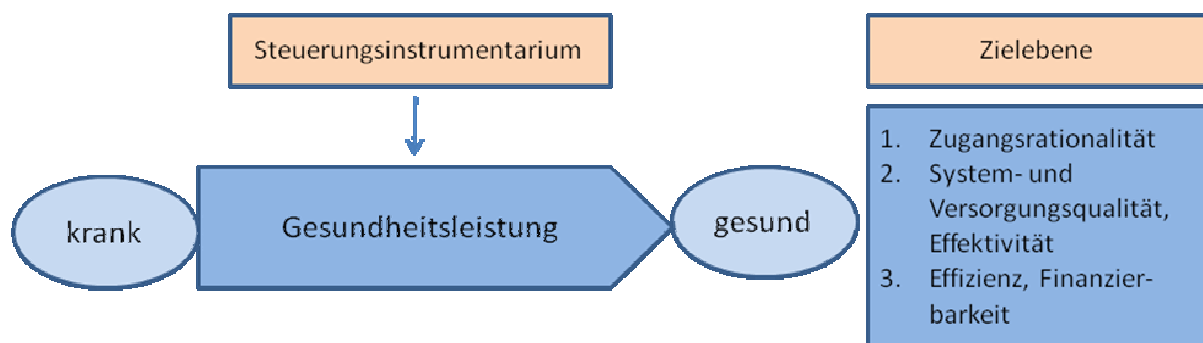 Steuerungsinstrumentarium
Zielebene
krank
Gesundheitsleistung
gesund
1. Zugangsrationalität
2. System- und
Versorgungsqualität,
Effektivität
3. Effizienz, Finanzier-
barkeit